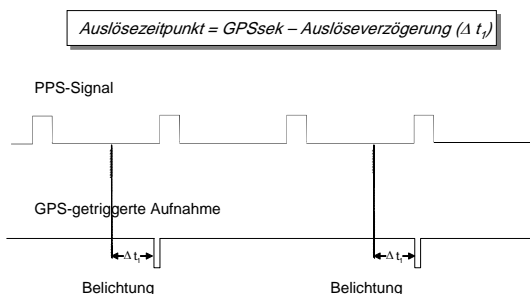 Auslösezeitpunkt = GPSsek – Auslöseverzögerung (Δ t₁)
PPS-Signal
GPS-getriggerte Aufnahme
Δ t₁ Δ t₁
Belichtung Belichtung